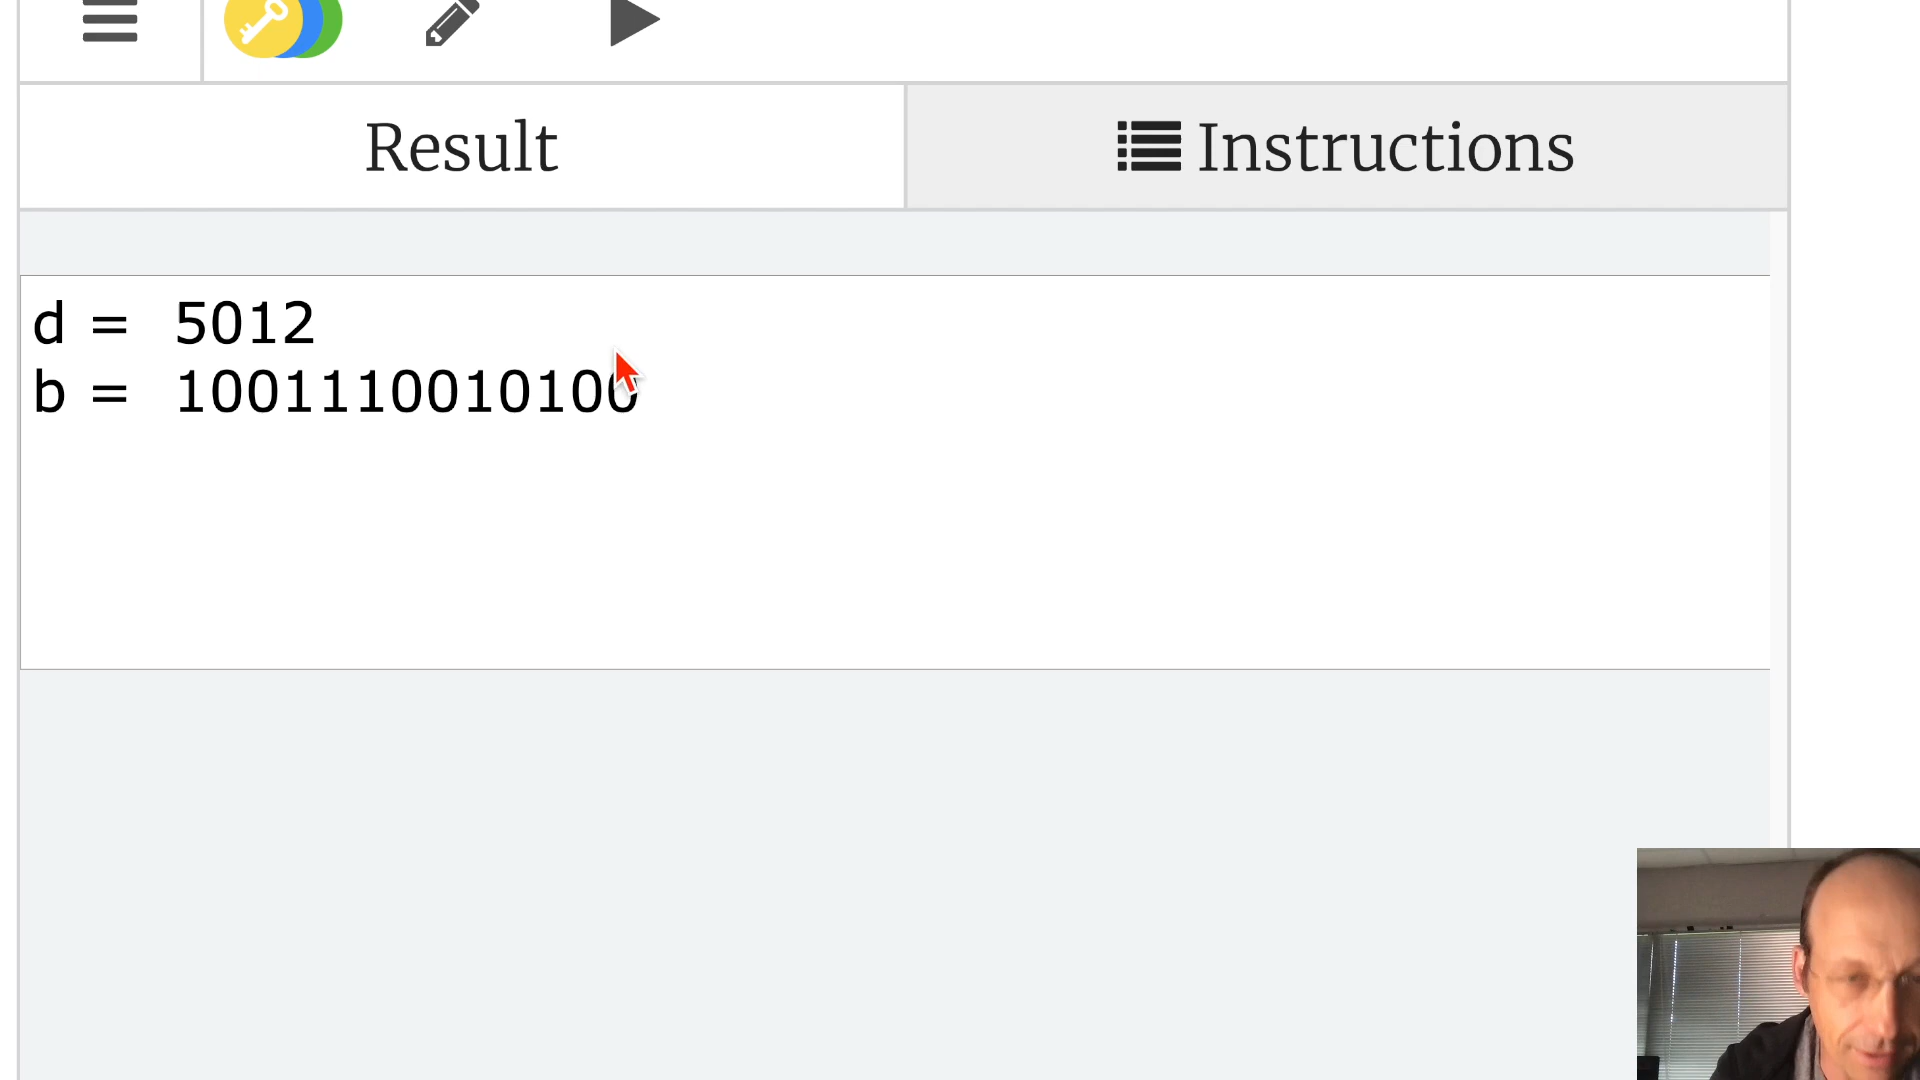 Result
Instructions
d = 5012
b = 1001110010100